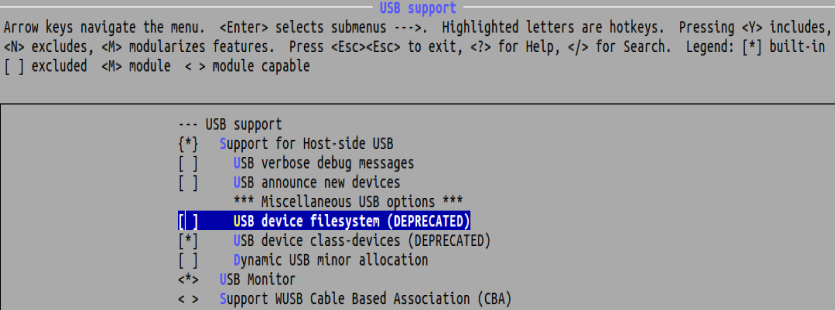 USB support
Arrow keys navigate the menu.  <Enter> selects submenus --->.  Highlighted letters are hotkeys.  Pressing <Y> includes,
<N> excludes, <M> modularizes features.  Press <Esc><Esc> to exit, <?> for Help, </> for Search.  Legend: [*] built-in
[ ] excluded  <M> module  < > module capable
--- USB support
{*}   Support for Host-side USB
[ ]     USB verbose debug messages
[ ]     USB announce new devices
*** Miscellaneous USB options ***
[ ]     USB device filesystem (DEPRECATED)
[*]     USB device class-devices (DEPRECATED)
[ ]     Dynamic USB minor allocation
<*>   USB Monitor
< >   Support WUSB Cable Based Association (CBA)